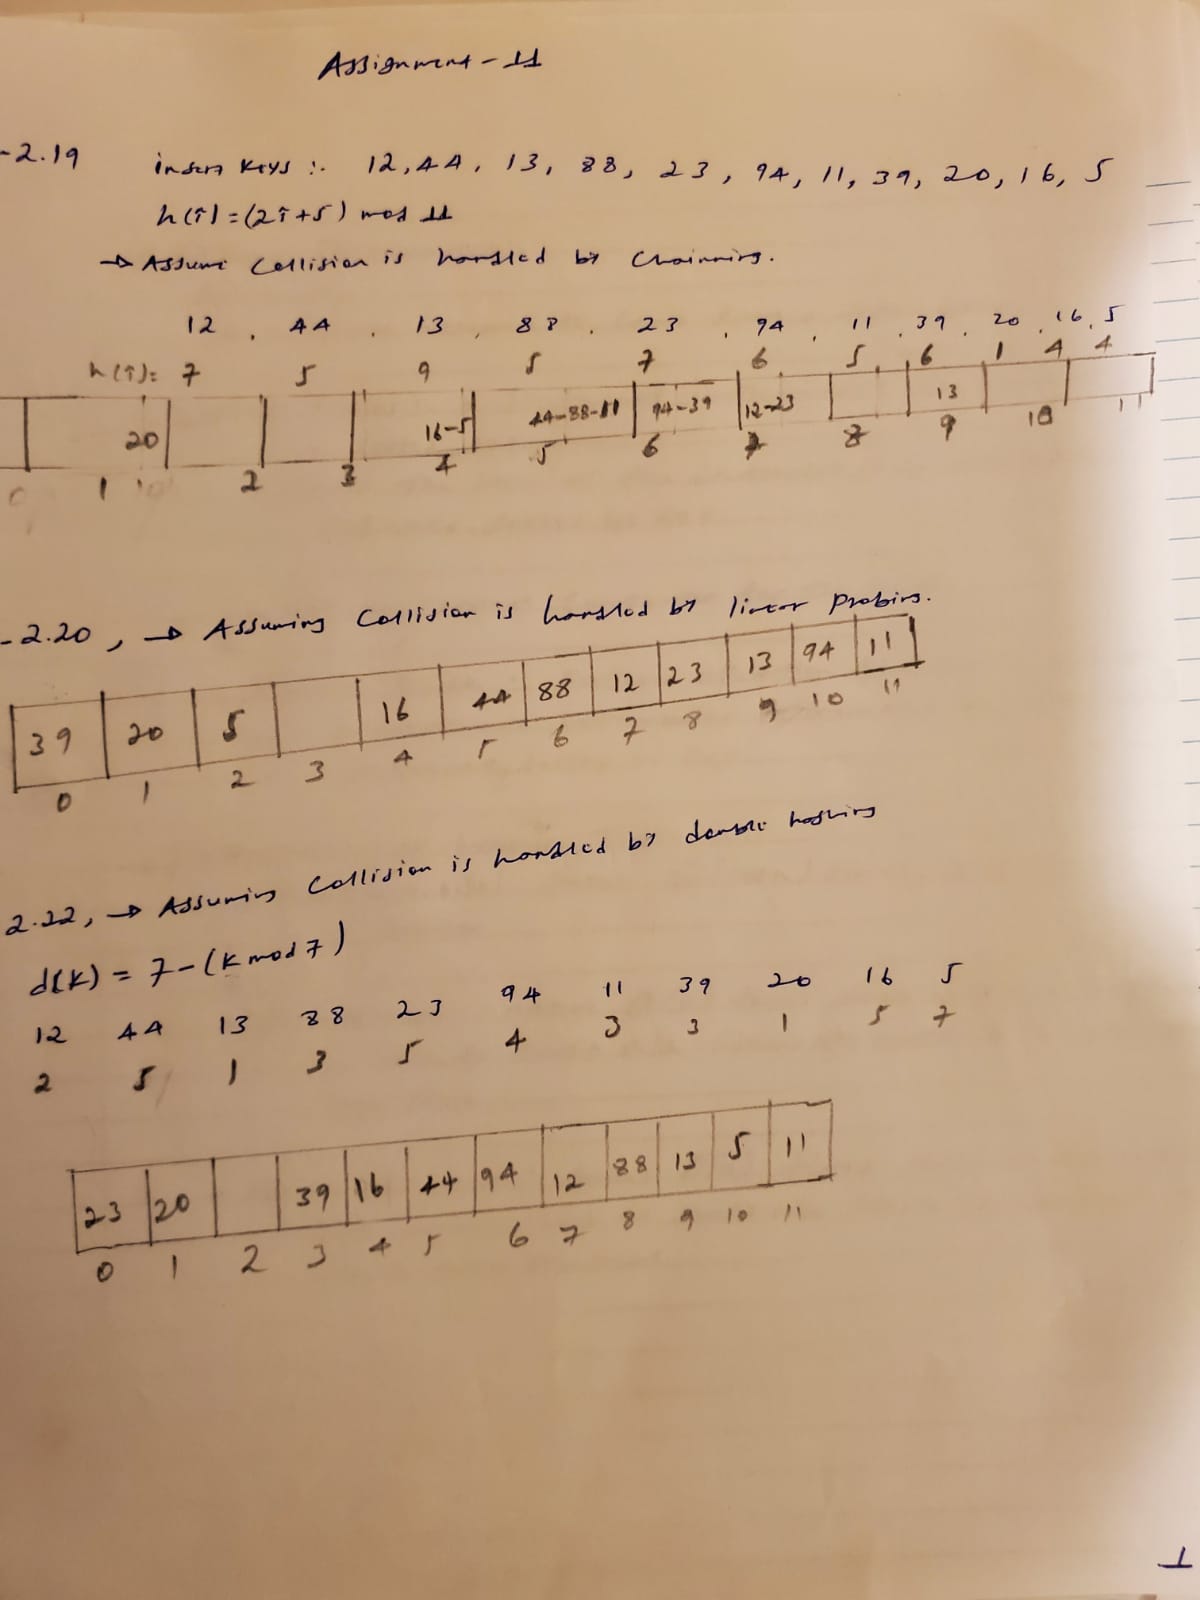 Assignment - 11
-2.19 insert keys :- 12, 44, 13, 88, 23, 94, 11, 39, 20, 16, 5
h(i) = (2i+5) mod 11
→ Assume Collision is handled by Chainning.
12 , 44 , 13 , 88 , 23 , 94 , 11 , 39 , 20 , 16 , 5
h(i): 7 5 9 5 7 6 5 6 1 4 4
20 16-5 44-88-11 94-39 12-23 13
0 1 2 3 4 5 6 7 8 9 10 11
-2.20 , → Assuming Collision is handled by linear Probing.
39 20 5 16 44 88 12 23 13 94 11
0 1 2 3 4 5 6 7 8 9 10 11
2.22, → Assuming Collision is handled by double hashing
d(k) = 7-(k mod 7)
12 44 13 88 23 94 11 39 20 16 5
2 5 1 3 5 4 3 3 1 5 7
23 20 39 16 44 94 12 88 13 5 11
0 1 2 3 4 5 6 7 8 9 10 11